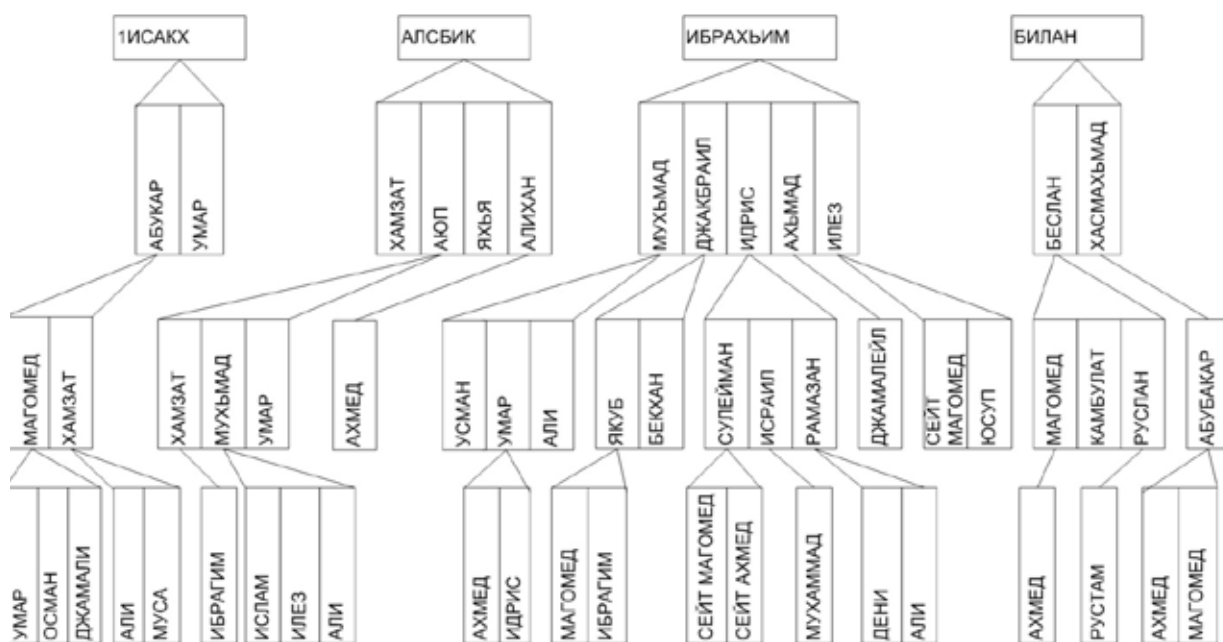 1ИСАКХ
АЛСБИК
ИБРАХЬИМ
БИЛАН
АБУКАР
УМАР
ХАМЗАТ
АЮП
ЯХЬЯ
АЛИХАН
МУХЬМАД
ДЖАКБРАИЛ
ИДРИС
АХЬМАД
ИЛЕЗ
БЕСЛАН
ХАСМАХЬМАД
МАГОМЕД
ХАМЗАТ
ХАМЗАТ
МУХЬМАД
УМАР
АХМЕД
УСМАН
УМАР
АЛИ
ЯКУБ
БЕКХАН
СУЛЕЙМАН
ИСРАИЛ
РАМАЗАН
ДЖАМАЛЕЙЛ
СЕЙТ
МАГОМЕД
ЮСУП
МАГОМЕД
КАМБУЛАТ
РУСЛАН
АБУБАКАР
УМАР
ОСМАН
ДЖАМАЛИ
АЛИ
МУСА
ИБРАГИМ
ИСЛАМ
ИЛЕЗ
АЛИ
АХМЕД
ИДРИС
МАГОМЕД
ИБРАГИМ
СЕЙТ МАГОМЕД
СЕЙТ АХМЕД
МУХАММАД
ДЕНИ
АЛИ
АХМЕД
РУСТАМ
АХМЕД
МАГОМЕД